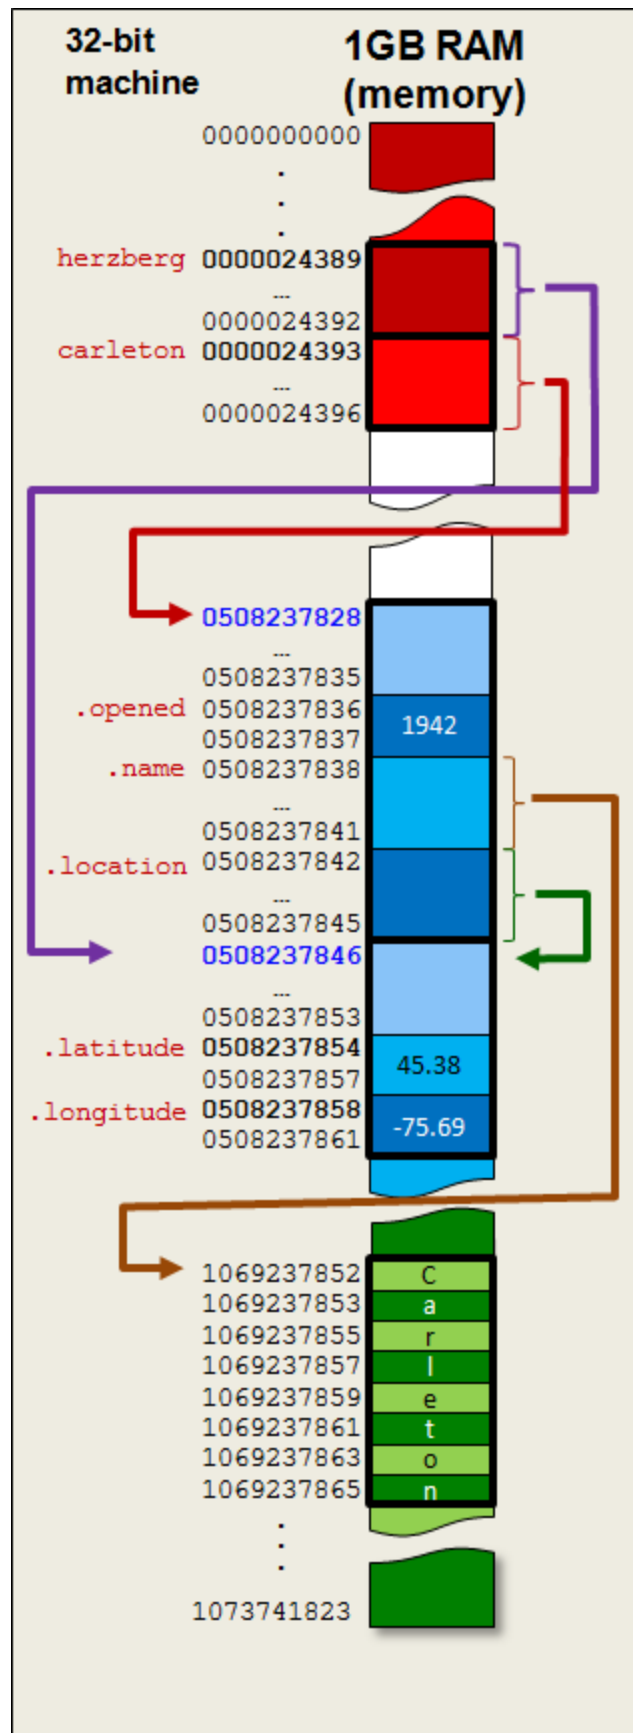 32-bit
machine
1GB RAM
(memory)
0000000000
.
.
.
herzberg 0000024389
...
0000024392
carleton 0000024393
...
0000024396
0508237828
...
0508237835
.opened 0508237836
1942
0508237837
.name 0508237838
...
0508237841
.location 0508237842
...
0508237845
0508237846
...
0508237853
.latitude 0508237854
45.38
0508237857
.longitude 0508237858
-75.69
0508237861
1069237852 C
1069237853 a
1069237855 r
1069237857 l
1069237859 e
1069237861 t
1069237863 o
1069237865 n
.
.
.
1073741823